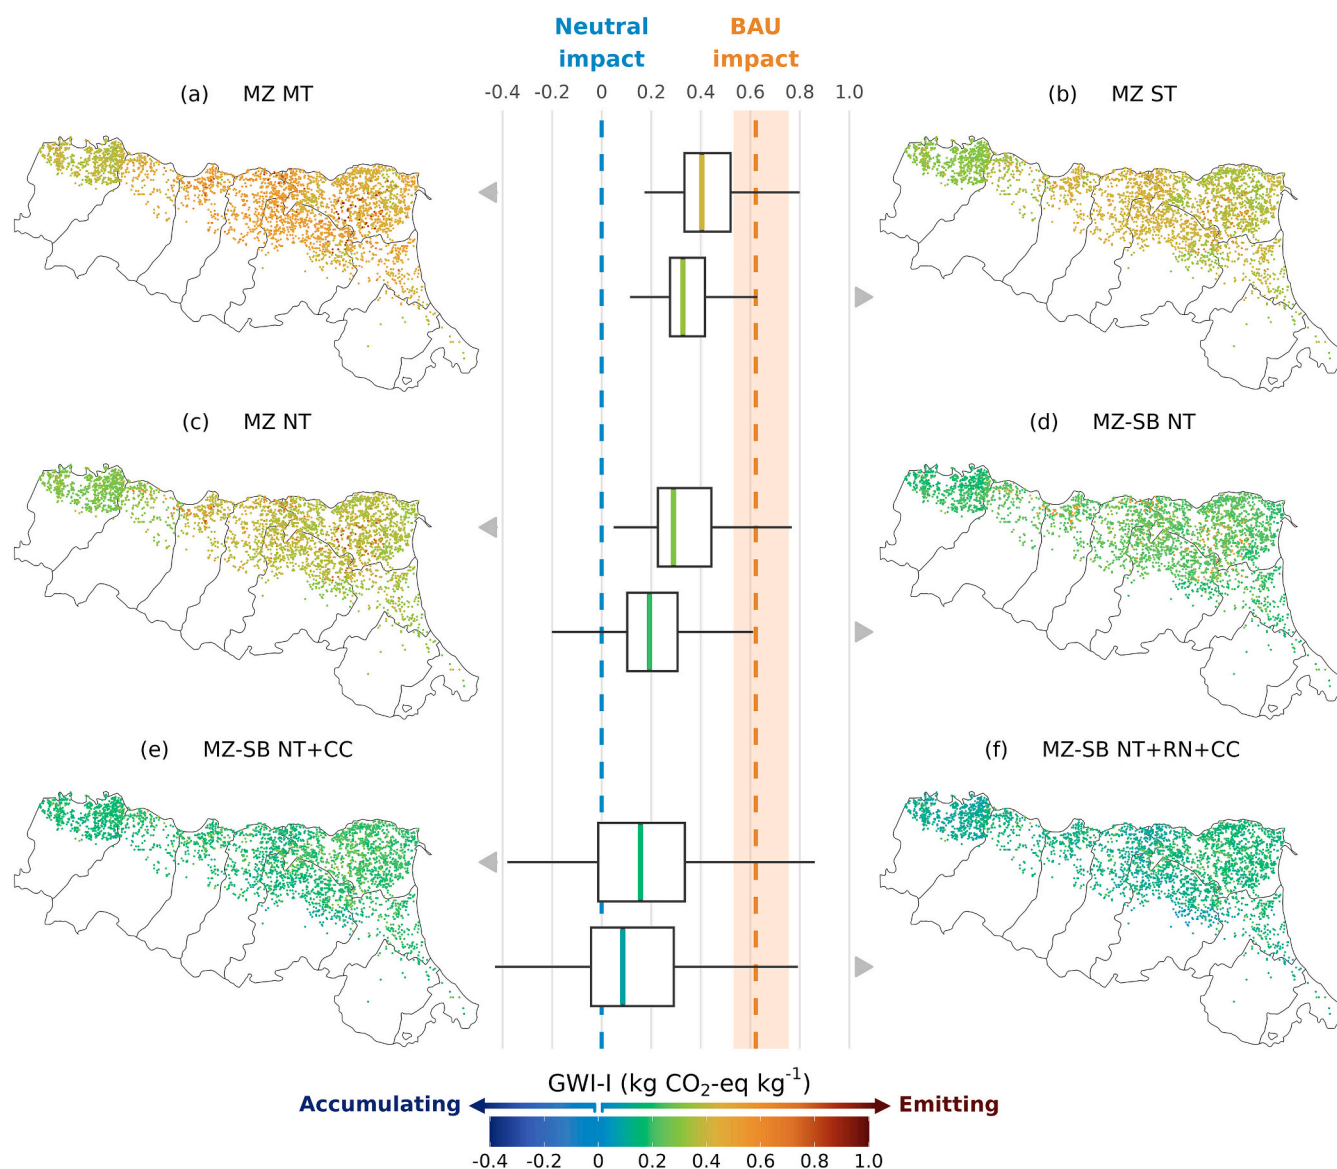 Neutral impact
BAU impact
(a) MZ MT
-0.4 -0.2 0 0.2 0.4 0.6 0.8 1.0
(b) MZ ST
(c) MZ NT
(d) MZ-SB NT
(e) MZ-SB NT+CC
(f) MZ-SB NT+RN+CC
GWI-I (kg CO₂-eq kg⁻¹)
Accumulating
Emitting
-0.4 -0.2 0 0.2 0.4 0.6 0.8 1.0